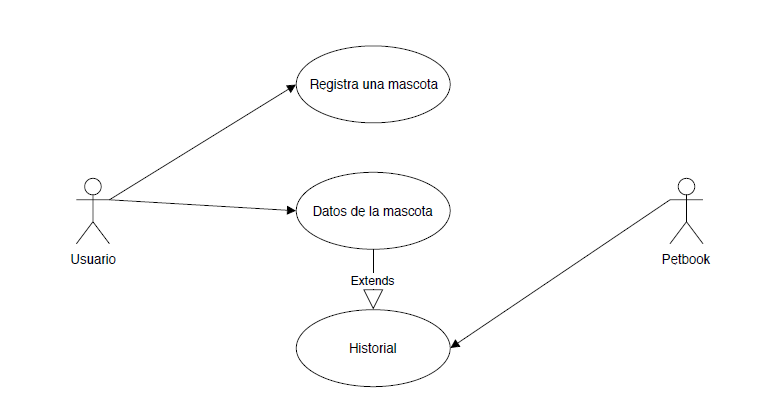 Registra una mascota
Datos de la mascota
Usuario
Petbook
Extends
Historial